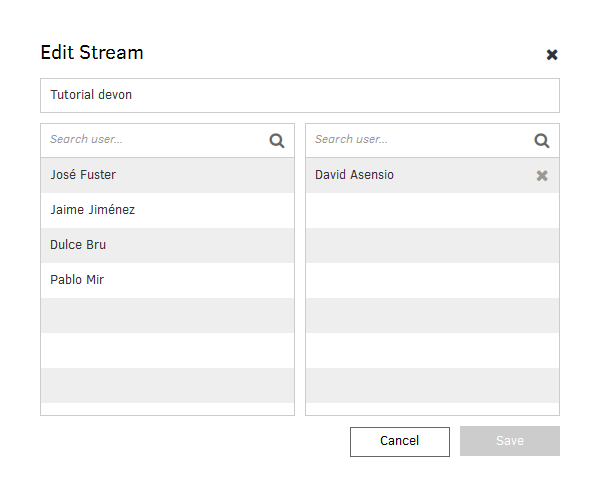 Edit Stream
Tutorial devon
Search user...
Search user...
José Fuster
David Asensio
Jaime Jiménez
Dulce Bru
Pablo Mir
Cancel
Save